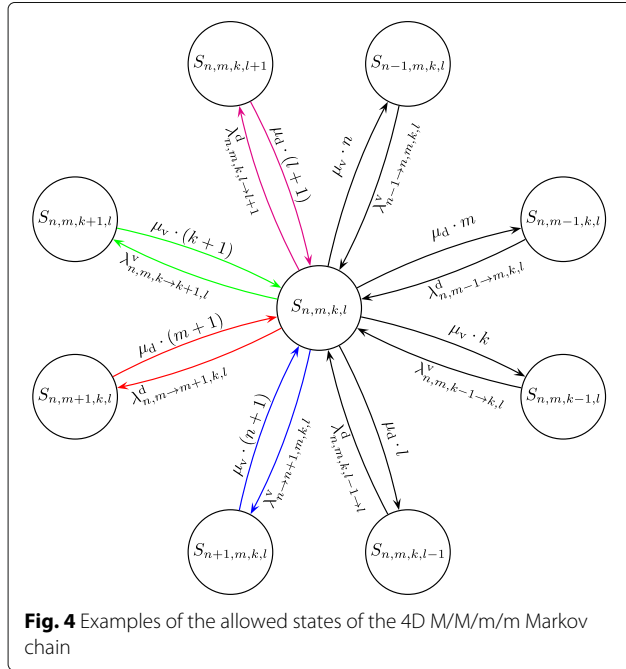 S_{n,m,k,l+1}
S_{n−1,m,k,l}
λ^d_{n,m,k,l→l+1}
μ_d · (l + 1)
μ_v · n
λ^v_{n−1→n,m,k,l}
S_{n,m,k+1,l}
μ_v · (k + 1)
λ^v_{n,m,k→k+1,l}
μ_d · m
λ^d_{n,m−1→m,k,l}
S_{n,m−1,k,l}
S_{n,m,k,l}
S_{n,m+1,k,l}
μ_d · (m + 1)
λ^d_{n,m→m+1,k,l}
μ_v · k
λ^v_{n,m,k−1→k,l}
S_{n,m,k−1,l}
μ_v · (n + 1)
λ^v_{n→n+1,m,k,l}
λ^d_{n,m,k,l−1→l}
μ_d · l
S_{n+1,m,k,l}
S_{n,m,k,l−1}
Fig. 4 Examples of the allowed states of the 4D M/M/m/m Markov
chain